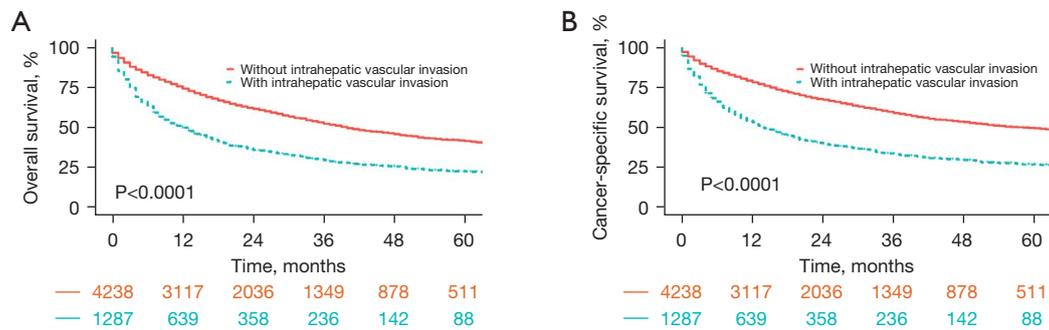 A
Overall survival, %
100
75
50
25
0
Without intrahepatic vascular invasion
With intrahepatic vascular invasion
P<0.0001
0 12 24 36 48 60
Time, months
4238 3117 2036 1349 878 511
1287 639 358 236 142 88
B
Cancer-specific survival, %
100
75
50
25
0
Without intrahepatic vascular invasion
With intrahepatic vascular invasion
P<0.0001
0 12 24 36 48 60
Time, months
4238 3117 2036 1349 878 511
1287 639 358 236 142 88